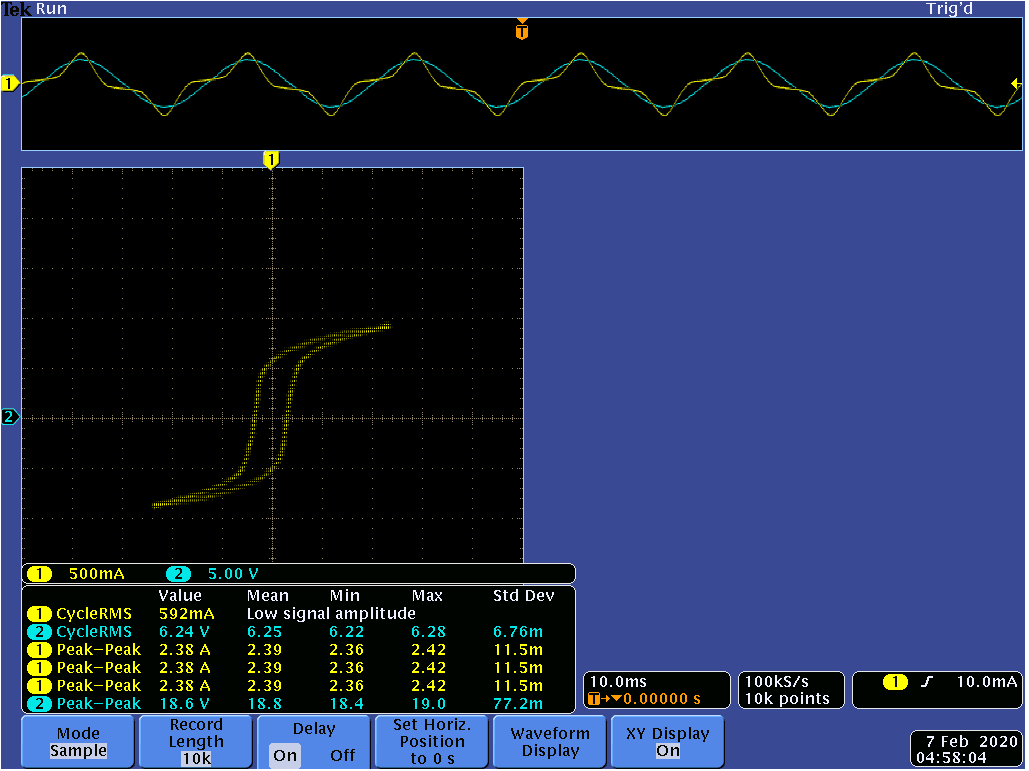 Tek Run Trig'd
T
1
1
2
1 500mA 2 5.00 V
Value Mean Min Max Std Dev
1 CycleRMS 592mA Low signal amplitude
2 CycleRMS 6.24 V 6.25 6.22 6.28 6.76m
1 Peak-Peak 2.38 A 2.39 2.36 2.42 11.5m
1 Peak-Peak 2.38 A 2.39 2.36 2.42 11.5m
1 Peak-Peak 2.38 A 2.39 2.36 2.42 11.5m
2 Peak-Peak 18.6 V 18.8 18.4 19.0 77.2m
10.0ms
T→▼0.00000 s
100kS/s
10k points
1 10.0mA
Mode
Sample
Record
Length
10k
Delay
On Off
Set Horiz.
Position
to 0 s
Waveform
Display
XY Display
On
7 Feb 2020
04:58:04